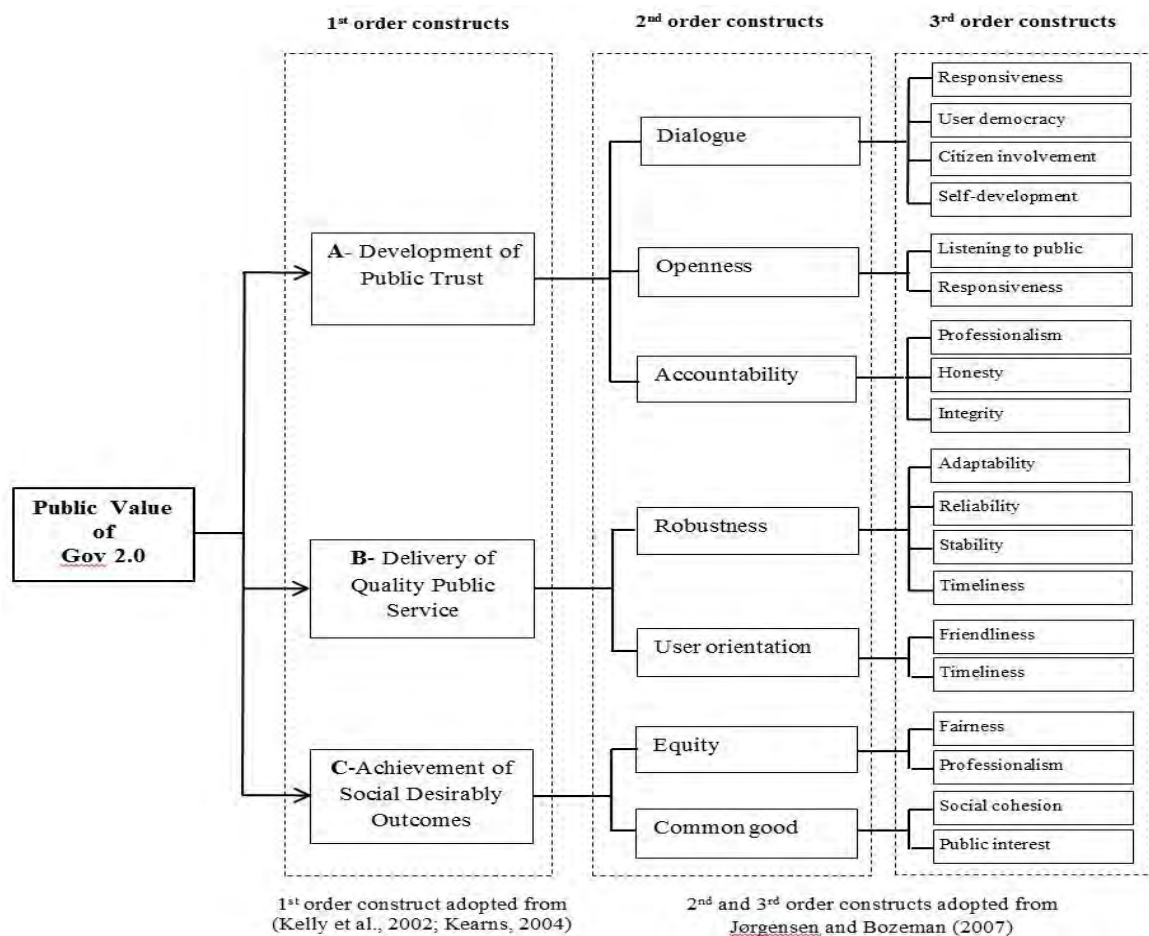 1st order constructs
2nd order constructs
3rd order constructs
Public Value
of
Gov 2.0
A- Development of
Public Trust
B- Delivery of
Quality Public
Service
C-Achievement of
Social Desirably
Outcomes
Dialogue
Openness
Accountability
Robustness
User orientation
Equity
Common good
Responsiveness
User democracy
Citizen involvement
Self-development
Listening to public
Responsiveness
Professionalism
Honesty
Integrity
Adaptability
Reliability
Stability
Timeliness
Friendliness
Timeliness
Fairness
Professionalism
Social cohesion
Public interest
1st order construct adopted from
(Kelly et al., 2002; Kearns, 2004)
2nd and 3rd order constructs adopted from
Jørgensen and Bozeman (2007)